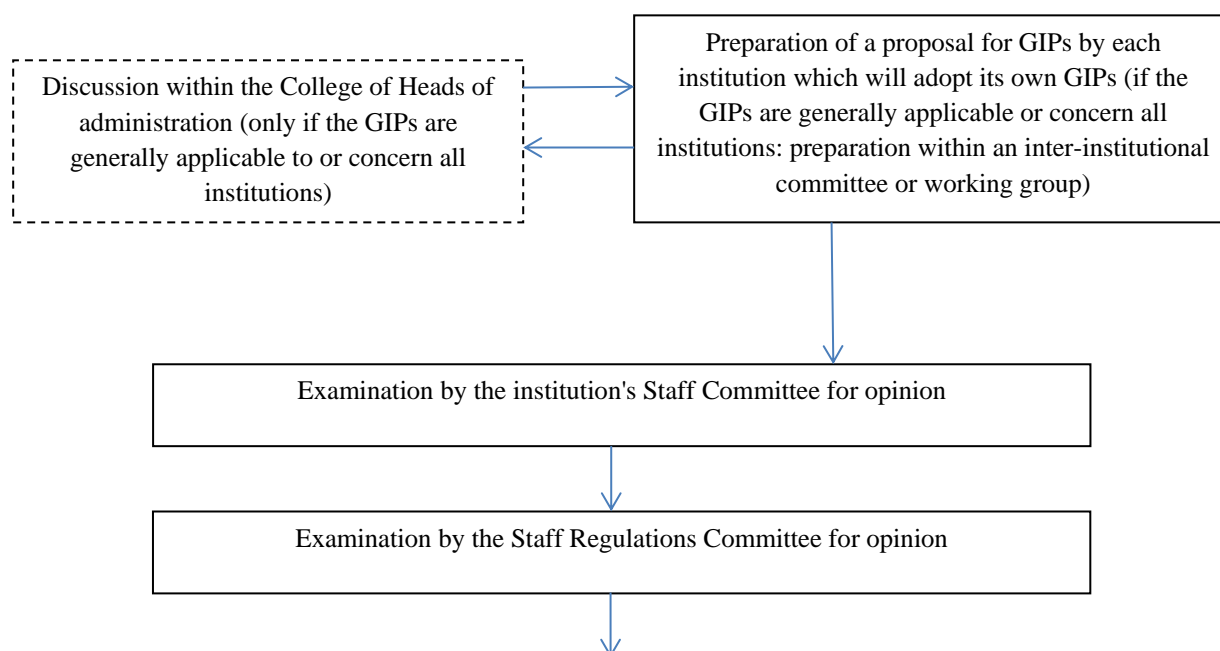 Preparation of a proposal for GIPs by each
institution which will adopt its own GIPs (if the
GIPs are generally applicable or concern all
institutions: preparation within an inter-institutional
committee or working group)
Discussion within the College of Heads of
administration (only if the GIPs are
generally applicable to or concern all
institutions)
Examination by the institution's Staff Committee for opinion
Examination by the Staff Regulations Committee for opinion